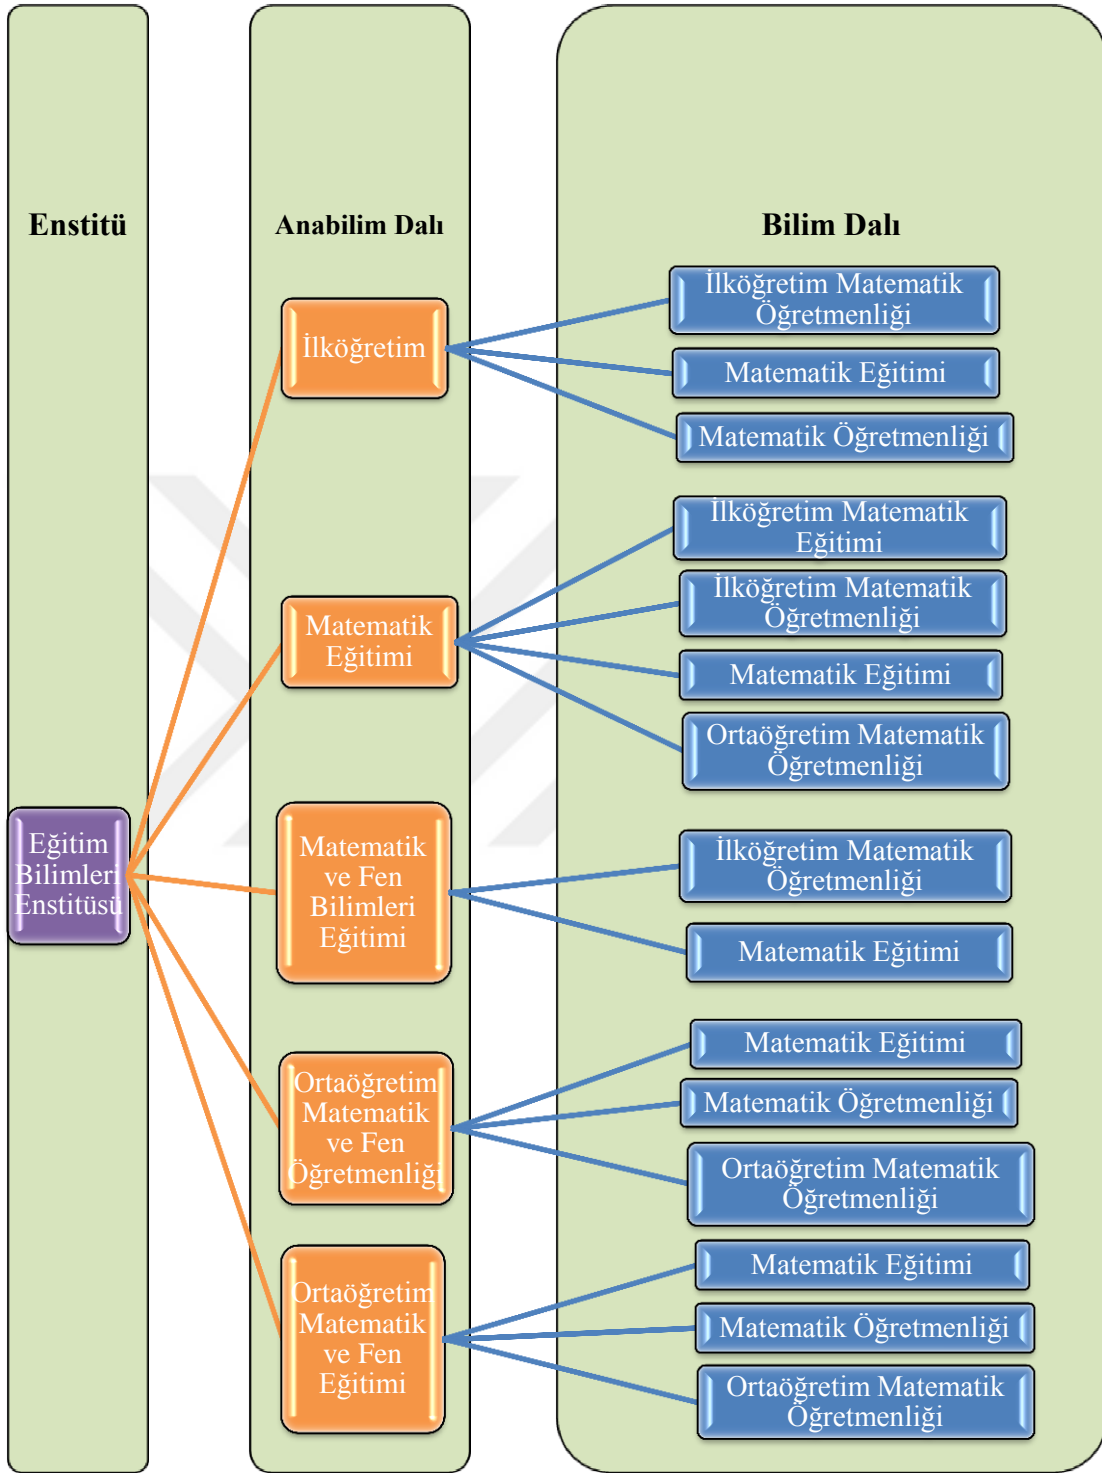 Enstitü
Anabilim Dalı
Bilim Dalı
Eğitim
Bilimleri
Enstitüsü
İlköğretim
İlköğretim Matematik
Öğretmenliği
Matematik Eğitimi
Matematik Öğretmenliği
Matematik
Eğitimi
İlköğretim Matematik
Eğitimi
İlköğretim Matematik
Öğretmenliği
Matematik Eğitimi
Ortaöğretim Matematik
Öğretmenliği
Matematik
ve Fen
Bilimleri
Eğitimi
İlköğretim Matematik
Öğretmenliği
Matematik Eğitimi
Ortaöğretim
Matematik
ve Fen
Öğretmenliği
Matematik Eğitimi
Matematik Öğretmenliği
Ortaöğretim Matematik
Öğretmenliği
Ortaöğretim
Matematik
ve Fen
Eğitimi
Matematik Eğitimi
Matematik Öğretmenliği
Ortaöğretim Matematik
Öğretmenliği